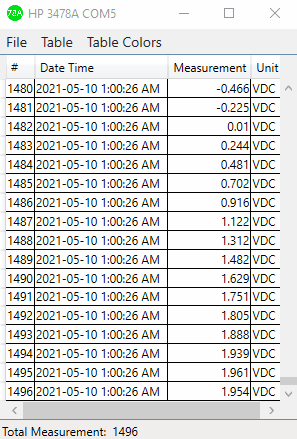 78A HP 3478A COM5
File Table Table Colors
# Date Time Measurement Unit
1480 2021-05-10 1:00:26 AM -0.466 VDC
1481 2021-05-10 1:00:26 AM -0.225 VDC
1482 2021-05-10 1:00:26 AM 0.01 VDC
1483 2021-05-10 1:00:26 AM 0.244 VDC
1484 2021-05-10 1:00:26 AM 0.481 VDC
1485 2021-05-10 1:00:26 AM 0.702 VDC
1486 2021-05-10 1:00:26 AM 0.916 VDC
1487 2021-05-10 1:00:26 AM 1.122 VDC
1488 2021-05-10 1:00:26 AM 1.312 VDC
1489 2021-05-10 1:00:26 AM 1.482 VDC
1490 2021-05-10 1:00:26 AM 1.629 VDC
1491 2021-05-10 1:00:26 AM 1.751 VDC
1492 2021-05-10 1:00:26 AM 1.805 VDC
1493 2021-05-10 1:00:26 AM 1.888 VDC
1494 2021-05-10 1:00:26 AM 1.939 VDC
1495 2021-05-10 1:00:26 AM 1.961 VDC
1496 2021-05-10 1:00:26 AM 1.954 VDC
Total Measurement: 1496